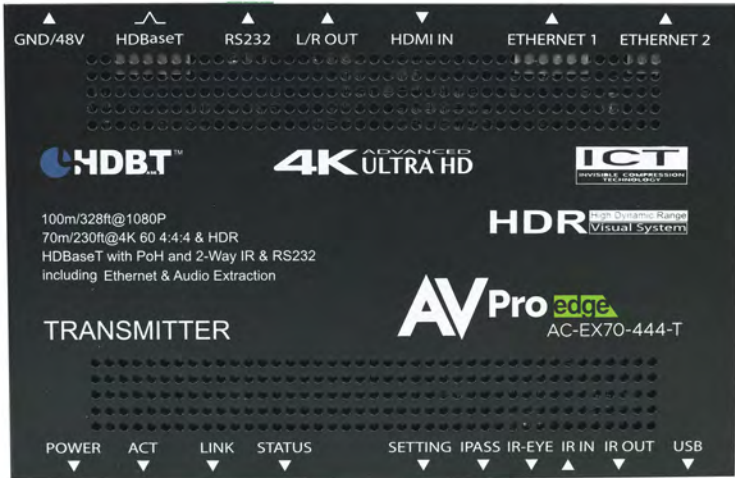 GND/48V HDBaseT RS232 L/R OUT HDMI IN ETHERNET 1 ETHERNET 2
HDBT™
4K ADVANCED
ULTRA HD
ICT
INVISIBLE COMPRESSION
TECHNOLOGY
100m/328ft@1080P
70m/230ft@4K 60 4:4:4 & HDR
HDBaseT with PoH and 2-Way IR & RS232
including Ethernet & Audio Extraction
HDR High Dynamic Range
Visual System
TRANSMITTER
AVPro edge
AC-EX70-444-T
POWER ACT LINK STATUS SETTING IPASS IR-EYE IR IN IR OUT USB